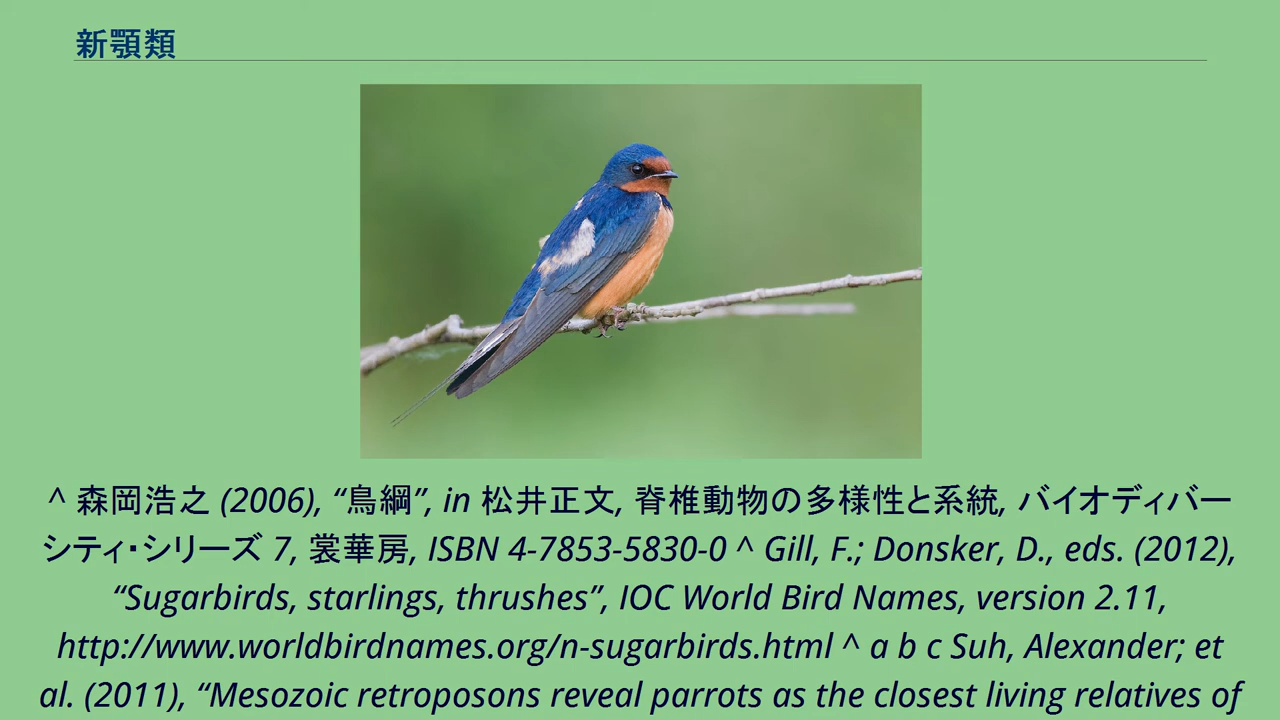 新顎類
^ 森岡浩之 (2006), “鳥綱”, in 松井正文, 脊椎動物の多様性と系統, バイオディバー
シティ・シリーズ 7, 裳華房, ISBN 4-7853-5830-0 ^ Gill, F.; Donsker, D., eds. (2012),
“Sugarbirds, starlings, thrushes”, IOC World Bird Names, version 2.11,
http://www.worldbirdnames.org/n-sugarbirds.html ^ a b c Suh, Alexander; et
al. (2011), “Mesozoic retroposons reveal parrots as the closest living relatives of